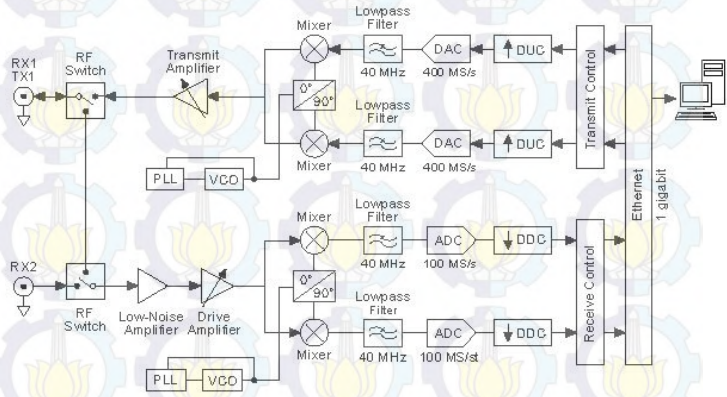 RX1
TX1
RF
Switch
Transmit
Amplifier
Mixer
Lowpass
Filter
40 MHz
DAC
400 MS/s
DUC
0°
90°
Lowpass
Filter
40 MHz
DAC
400 MS/s
DUC
Mixer
PLL
VCO
Transmit Control
Ethernet
1 gigabit
RX2
RF
Switch
Low-Noise
Amplifier
Drive
Amplifier
Mixer
Lowpass
Filter
40 MHz
ADC
100 MS/s
DDC
0°
90°
Lowpass
Filter
40 MHz
ADC
100 MS/st
DDC
Mixer
PLL
VCO
Receive Control